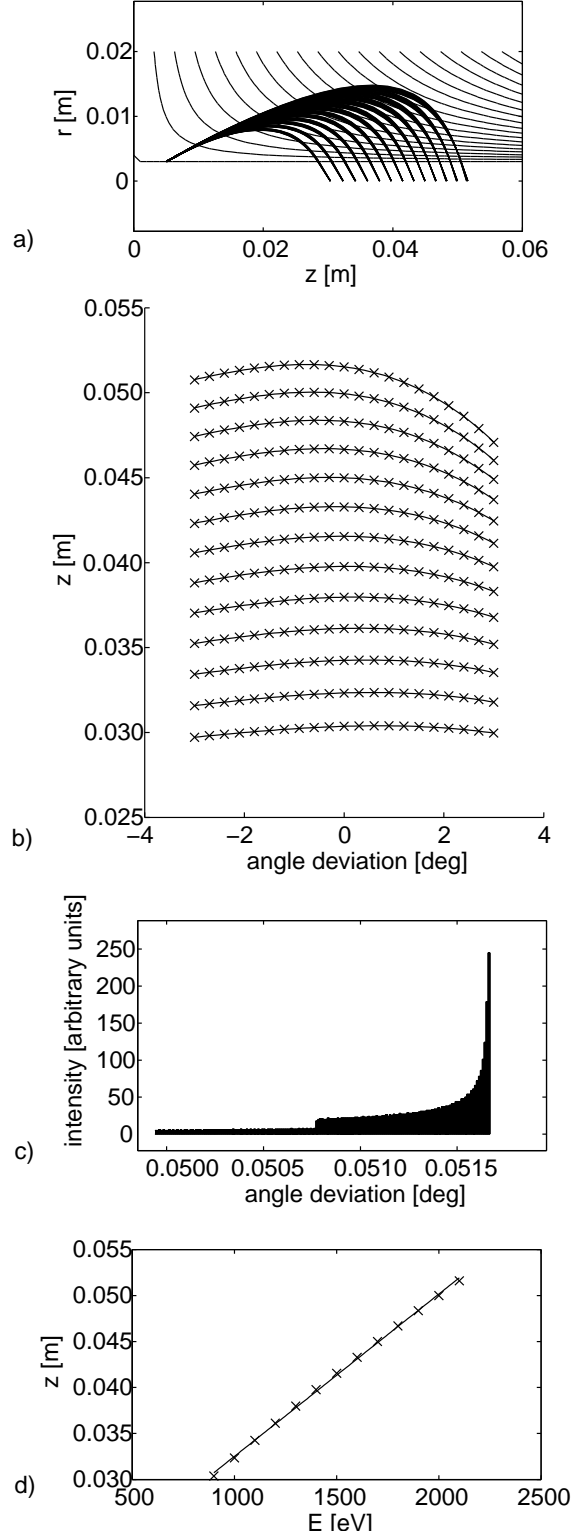 0.02
0.01
0
r [m]
0 0.02 0.04 0.06
z [m]
a)
0.055
0.050
0.045
0.040
0.035
0.030
0.025
z [m]
−4 −2 0 2 4
angle deviation [deg]
b)
250
200
150
100
50
0
intensity [arbitrary units]
0.0500 0.0505 0.0510 0.0515
angle deviation [deg]
c)
0.055
0.050
0.045
0.040
0.035
0.030
z [m]
500 1000 1500 2000 2500
E [eV]
d)